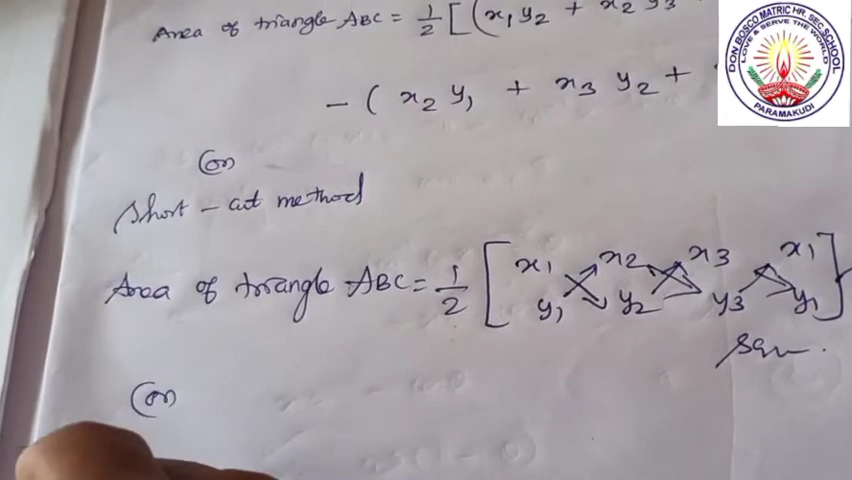 Area of triangle ABC = 1/2 [(x₁y₂ + x₂y₃
– ( x₂y₁ + x₃y₂ +
(or)
Short – cut method
Area of triangle ABC = 1/2 [ x₁ x₂ x₃ x₁ ]
y₁ y₂ y₃ y₁
(or)
DON BOSCO MATRIC HR. SEC. SCHOOL
LOVE & SERVE THE WORLD
PARAMAKUDI